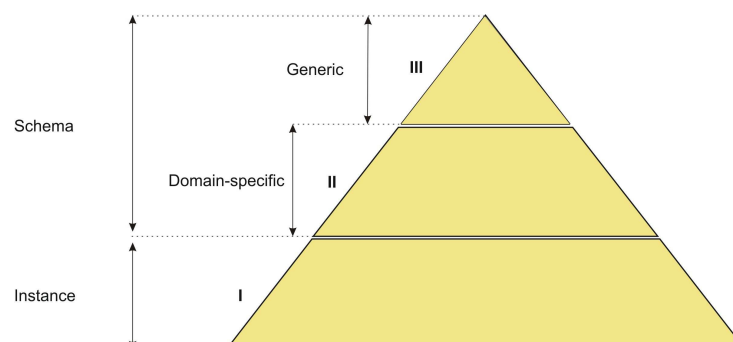 Generic III
Schema
Domain-specific II
Instance I